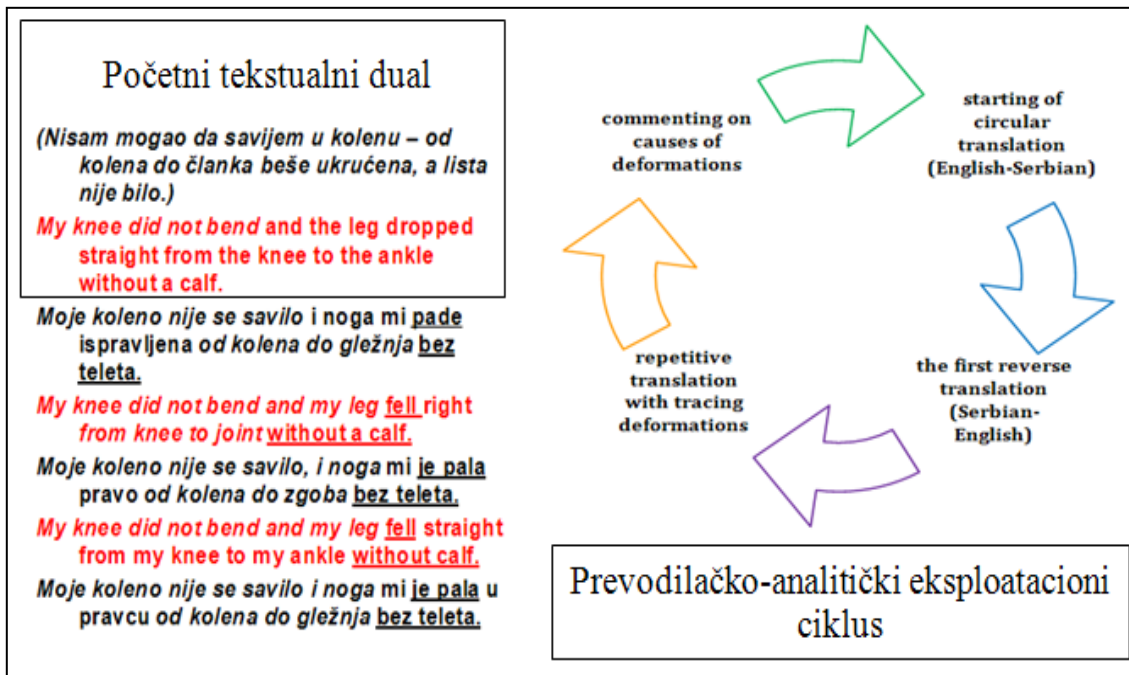 Početni tekstualni dual
(Nisam mogao da savijem u kolenu – od
kolena do članka beše ukrućena, a lista
nije bilo.)
My knee did not bend and the leg dropped
straight from the knee to the ankle
without a calf.
Moje koleno nije se savilo i noga mi pade
ispravljena od kolena do gležnja bez
teleta.
My knee did not bend and my leg fell right
from knee to joint without a calf.
Moje koleno nije se savilo, i noga mi je pala
pravo od kolena do zgoba bez teleta.
My knee did not bend and my leg fell straight
from my knee to my ankle without calf.
Moje koleno nije se savilo i noga mi je pala u
pravcu od kolena do gležnja bez teleta.
commenting on
causes of
deformations
starting of
circular
translation
(English-Serbian)
the first reverse
translation
(Serbian-
English)
repetitive
translation
with tracing
deformations
Prevodilačko-analitički eksploatacioni
ciklus